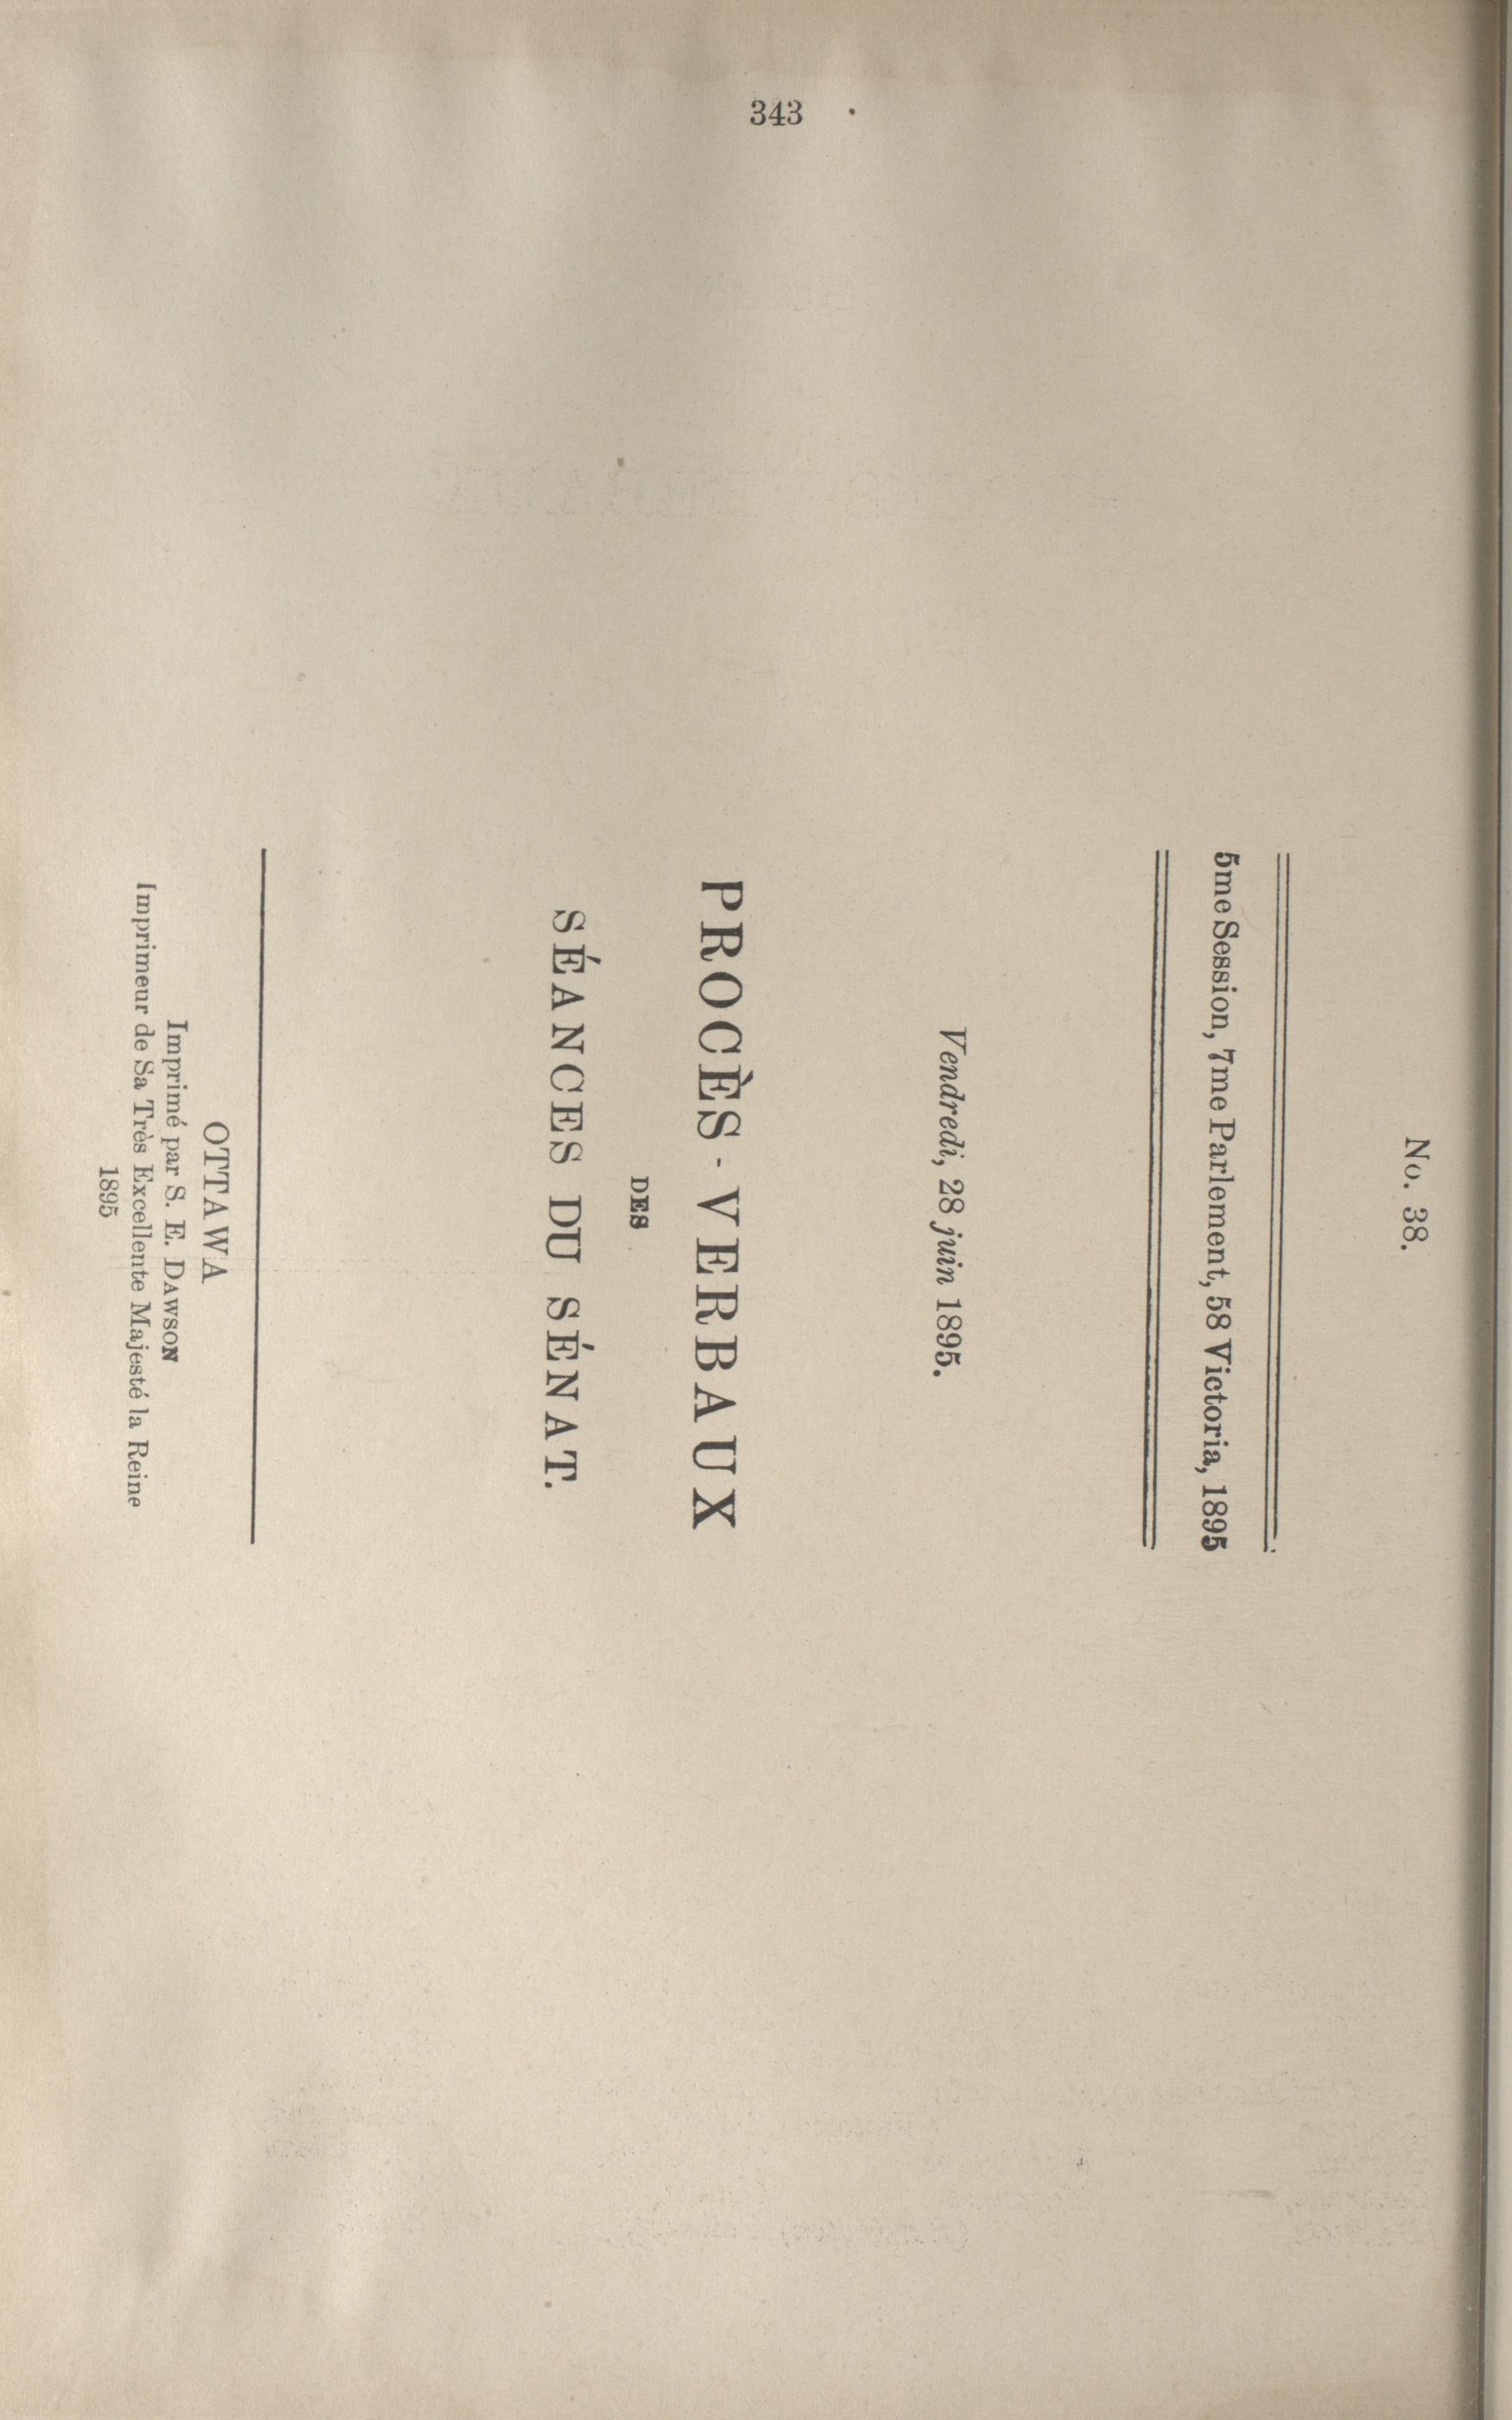 343
No. 38.
5me Session, 7me Parlement, 58 Victoria, 1895
Vendredi, 28 juin 1895.
PROCÈS-VERBAUX
DES
SÉANCES DU SÉNAT.
OTTAWA
Imprimé par S. E. DAWSON
Imprimeur de Sa Très Excellente Majesté la Reine
1895